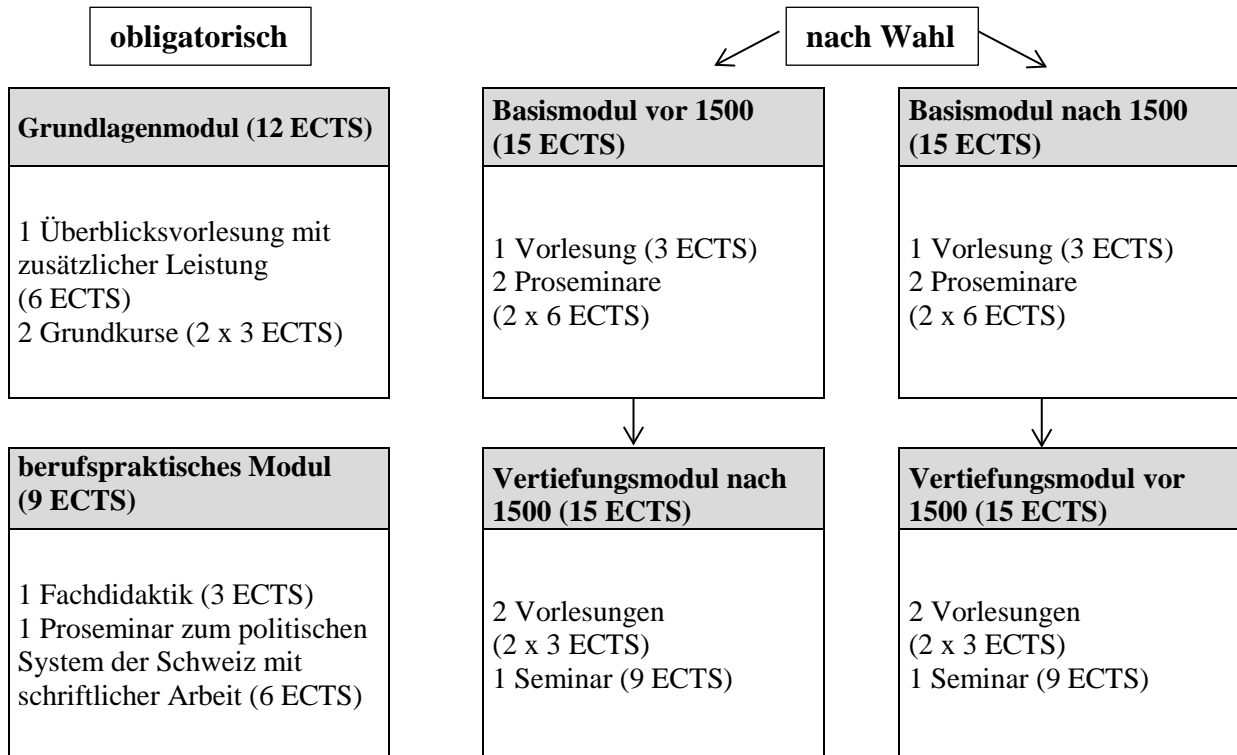 obligatorisch
nach Wahl
Grundlagenmodul (12 ECTS)
1 Überblicksvorlesung mit
zusätzlicher Leistung
(6 ECTS)
2 Grundkurse (2 x 3 ECTS)
Basismodul vor 1500
(15 ECTS)
1 Vorlesung (3 ECTS)
2 Proseminare
(2 x 6 ECTS)
Basismodul nach 1500
(15 ECTS)
1 Vorlesung (3 ECTS)
2 Proseminare
(2 x 6 ECTS)
berufspraktisches Modul
(9 ECTS)
1 Fachdidaktik (3 ECTS)
1 Proseminar zum politischen
System der Schweiz mit
schriftlicher Arbeit (6 ECTS)
Vertiefungsmodul nach
1500 (15 ECTS)
2 Vorlesungen
(2 x 3 ECTS)
1 Seminar (9 ECTS)
Vertiefungsmodul vor
1500 (15 ECTS)
2 Vorlesungen
(2 x 3 ECTS)
1 Seminar (9 ECTS)